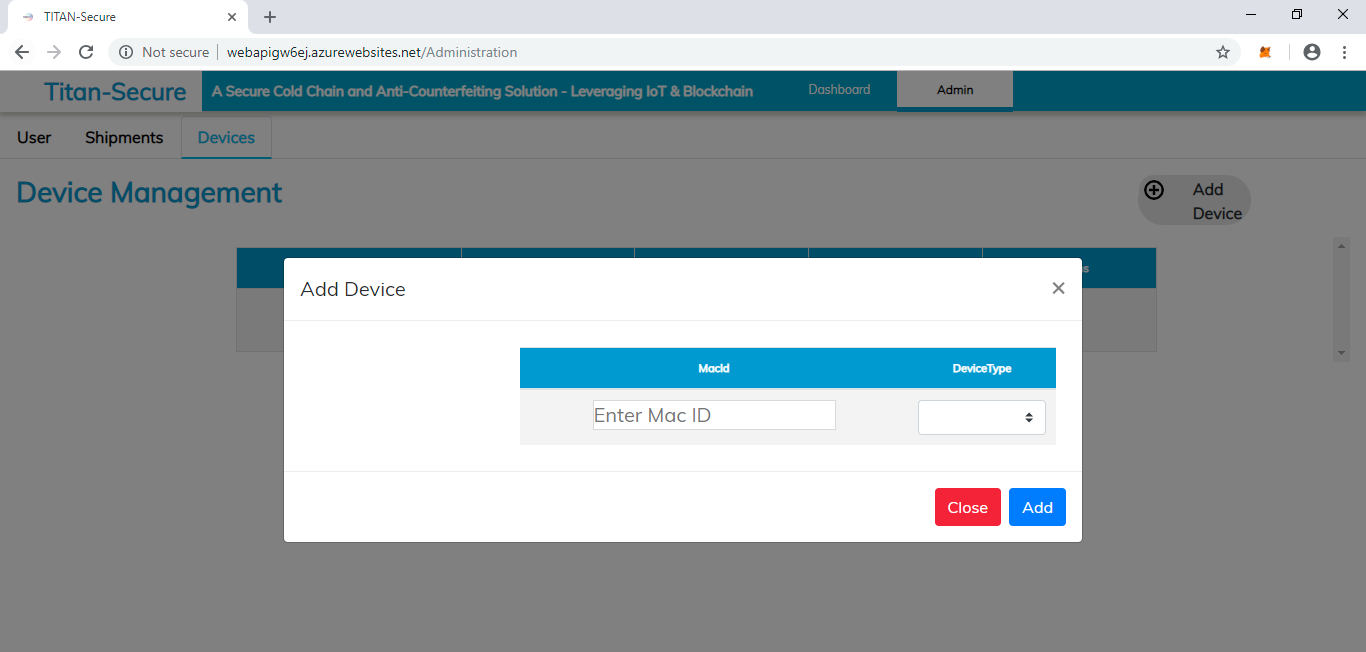 TITAN-Secure
Not secure
webapigw6ej.azurewebsites.net/Administration
Titan-Secure
A Secure Cold Chain and Anti-Counterfeiting Solution - Leveraging IoT & Blockchain
Dashboard
Admin
User
Shipments
Devices
Device Management
Add
Device
Add Device
MacId
DeviceType
Enter Mac ID
Close
Add